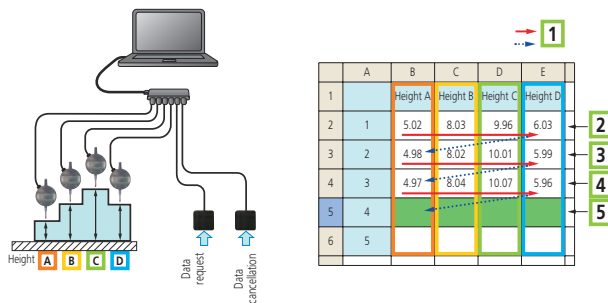 1
A B C D E
1 Height A Height B Height C Height D
2 1 5.02 8.03 9.96 6.03 2
3 2 4.98 8.02 10.01 5.99 3
4 3 4.97 8.04 10.07 5.96 4
5 4 5
6 5
Height A B C D
Data
request
Data
cancellation